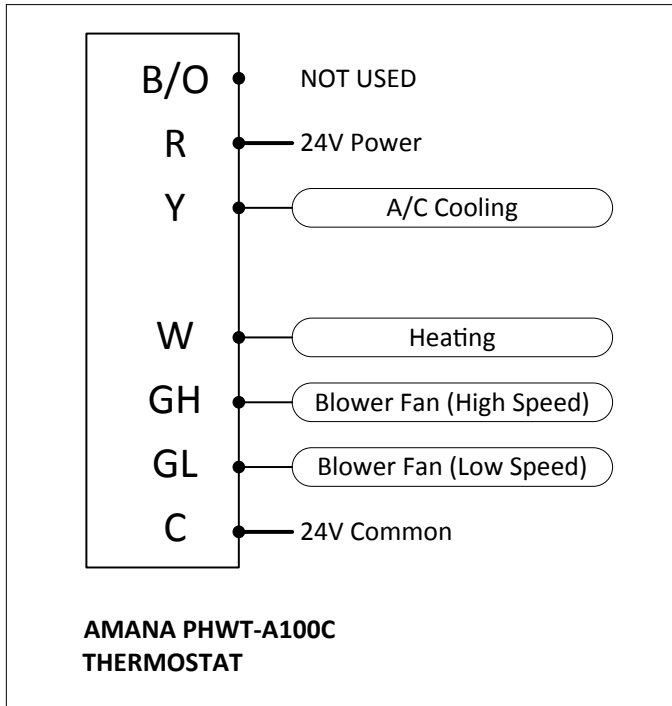 B/O NOT USED
R 24V Power
Y A/C Cooling
W Heating
GH Blower Fan (High Speed)
GL Blower Fan (Low Speed)
C 24V Common
AMANA PHWT-A100C
THERMOSTAT